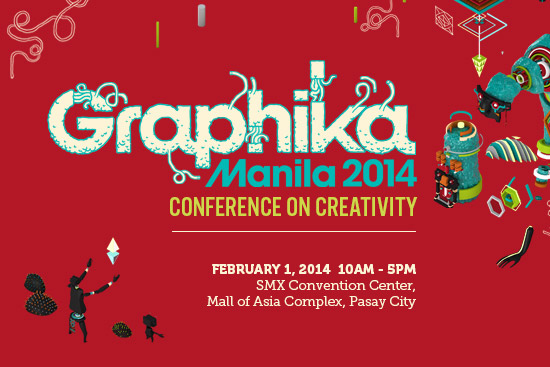 Graphika
Manila 2014
CONFERENCE ON CREATIVITY
FEBRUARY 1, 2014 10AM - 5PM
SMX Convention Center,
Mall of Asia Complex, Pasay City